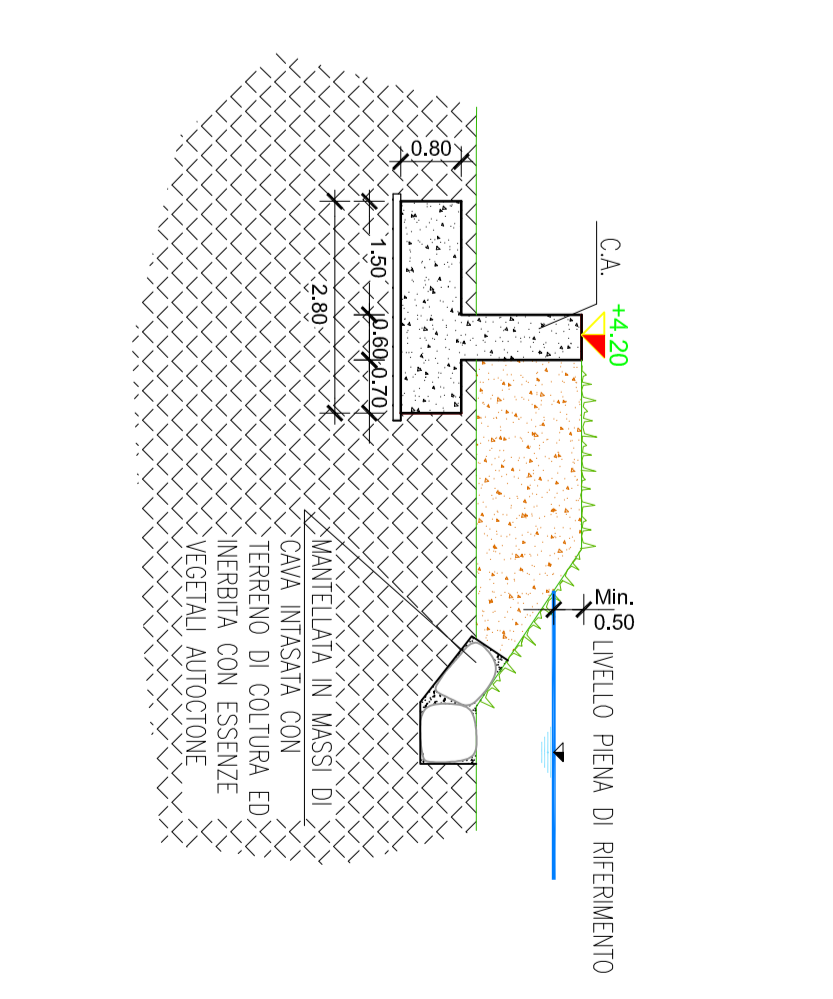 C.A.
+4.20
0.80
1.50
0.60
0.70
2.80
Min.
0.50
LIVELLO PIENA DI RIFERIMENTO
MANTELLATA IN MASSI DI
CAVA INTASATA CON
TERRENO DI COLTURA ED
INERBITA CON ESSENZE
VEGETALI AUTOCTONE